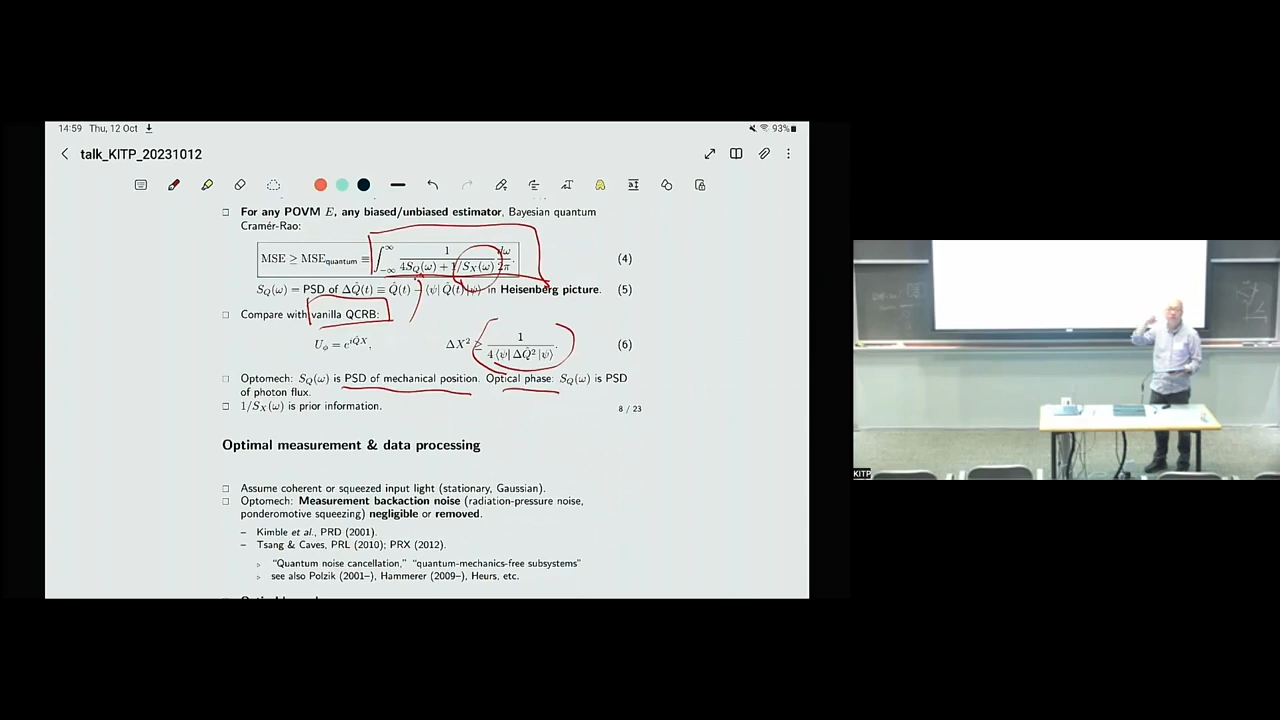 14:59 Thu, 12 Oct
93%
talk_KITP_20231012
□ For any POVM E, any biased/unbiased estimator, Bayesian quantum
Cramér-Rao:
MSE ≥ MSE_quantum = ∫_{-∞}^{∞} 1/(4S_Q(ω) + 1/S_X(ω)) dω/2π. (4)
S_Q(ω) = PSD of ΔQ̂(t) ≡ Q̂(t) − ⟨ψ| Q̂(t) |ψ⟩ in Heisenberg picture. (5)
□ Compare with vanilla QCRB:
ΔX² ≥ 1/(4 ⟨ψ| ΔQ̂² |ψ⟩). (6)
□ Optomech: S_Q(ω) is PSD of mechanical position. Optical phase: S_Q(ω) is PSD
of photon flux.
□ 1/S_X(ω) is prior information.
8 / 23
Optimal measurement & data processing
□ Assume coherent or squeezed input light (stationary, Gaussian).
□ Optomech: Measurement backaction noise (radiation-pressure noise,
ponderomotive squeezing) negligible or removed.
– Kimble et al., PRD (2001).
– Tsang & Caves, PRL (2010); PRX (2012).
▹ "Quantum noise cancellation," "quantum-mechanics-free subsystems"
▹ see also Polzik (2001–), Hammerer (2009–), Heurs, etc.
KITP